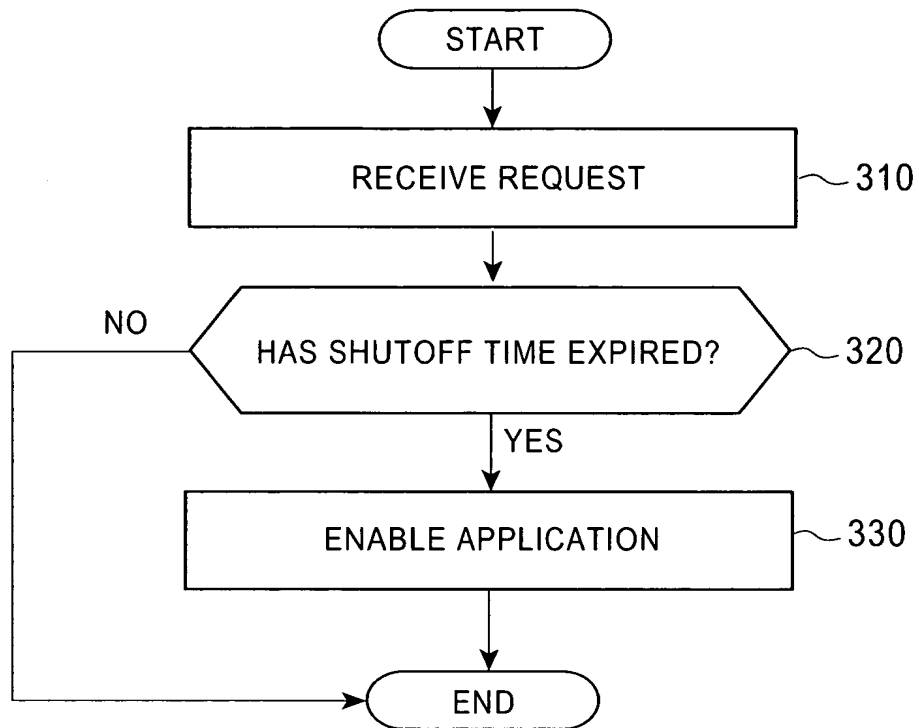 START
RECEIVE REQUEST
310
NO
HAS SHUTOFF TIME EXPIRED?
320
YES
ENABLE APPLICATION
330
END